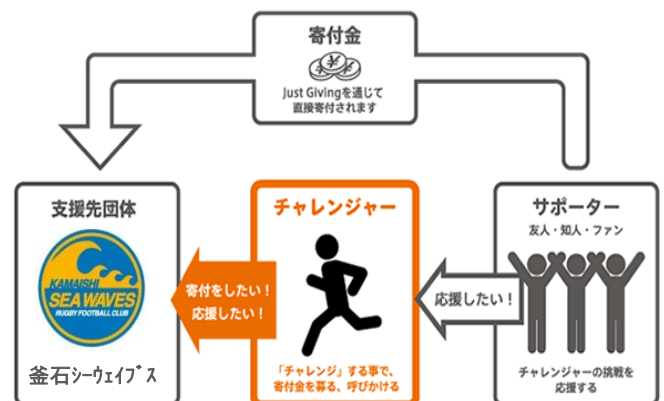 寄付金
Just Givingを通じて
直接寄付されます
支援先団体
KAMAISHI
SEA WAVES
RUGBY FOOTBALL CLUB
釜石ｼｰｳｪｲﾌﾞｽ
寄付をしたい！
応援したい！
チャレンジャー
「チャレンジ」する事で、
寄付金を募る、呼びかける
応援したい！
サポーター
友人・知人・ファン
チャレンジャーの挑戦を
応援する